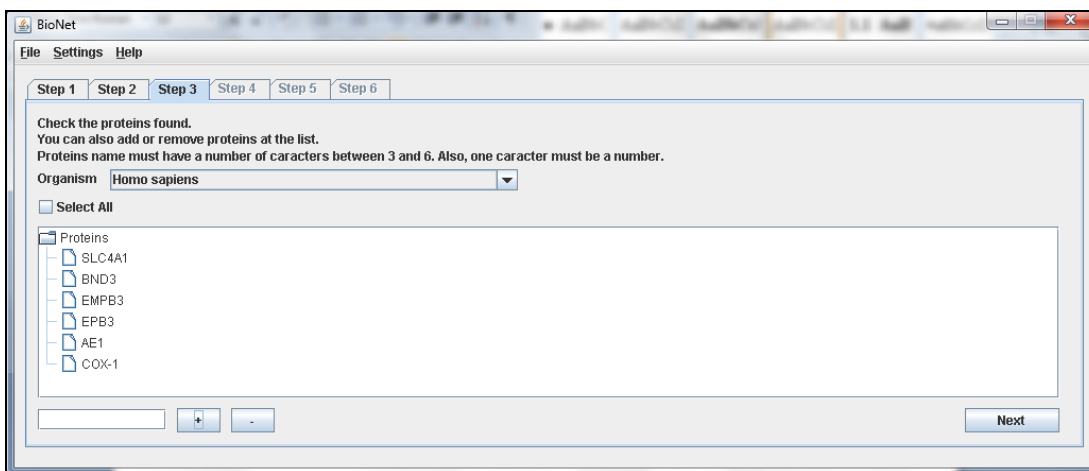 BioNet
File Settings Help
Step 1 Step 2 Step 3 Step 4 Step 5 Step 6
Check the proteins found.
You can also add or remove proteins at the list.
Proteins name must have a number of caracters between 3 and 6. Also, one caracter must be a number.
Organism Homo sapiens
Select All
Proteins
SLC4A1
BND3
EMPB3
EPB3
AE1
COX-1
+ - Next